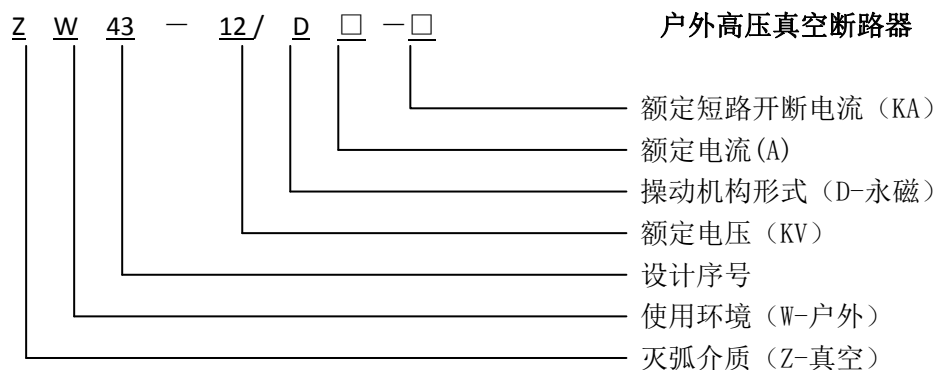 Z W 43 — 12/ D □ —□ 户外高压真空断路器
额定短路开断电流（KA）
额定电流(A)
操动机构形式（D-永磁）
额定电压（KV）
设计序号
使用环境（W-户外）
灭弧介质（Z-真空）